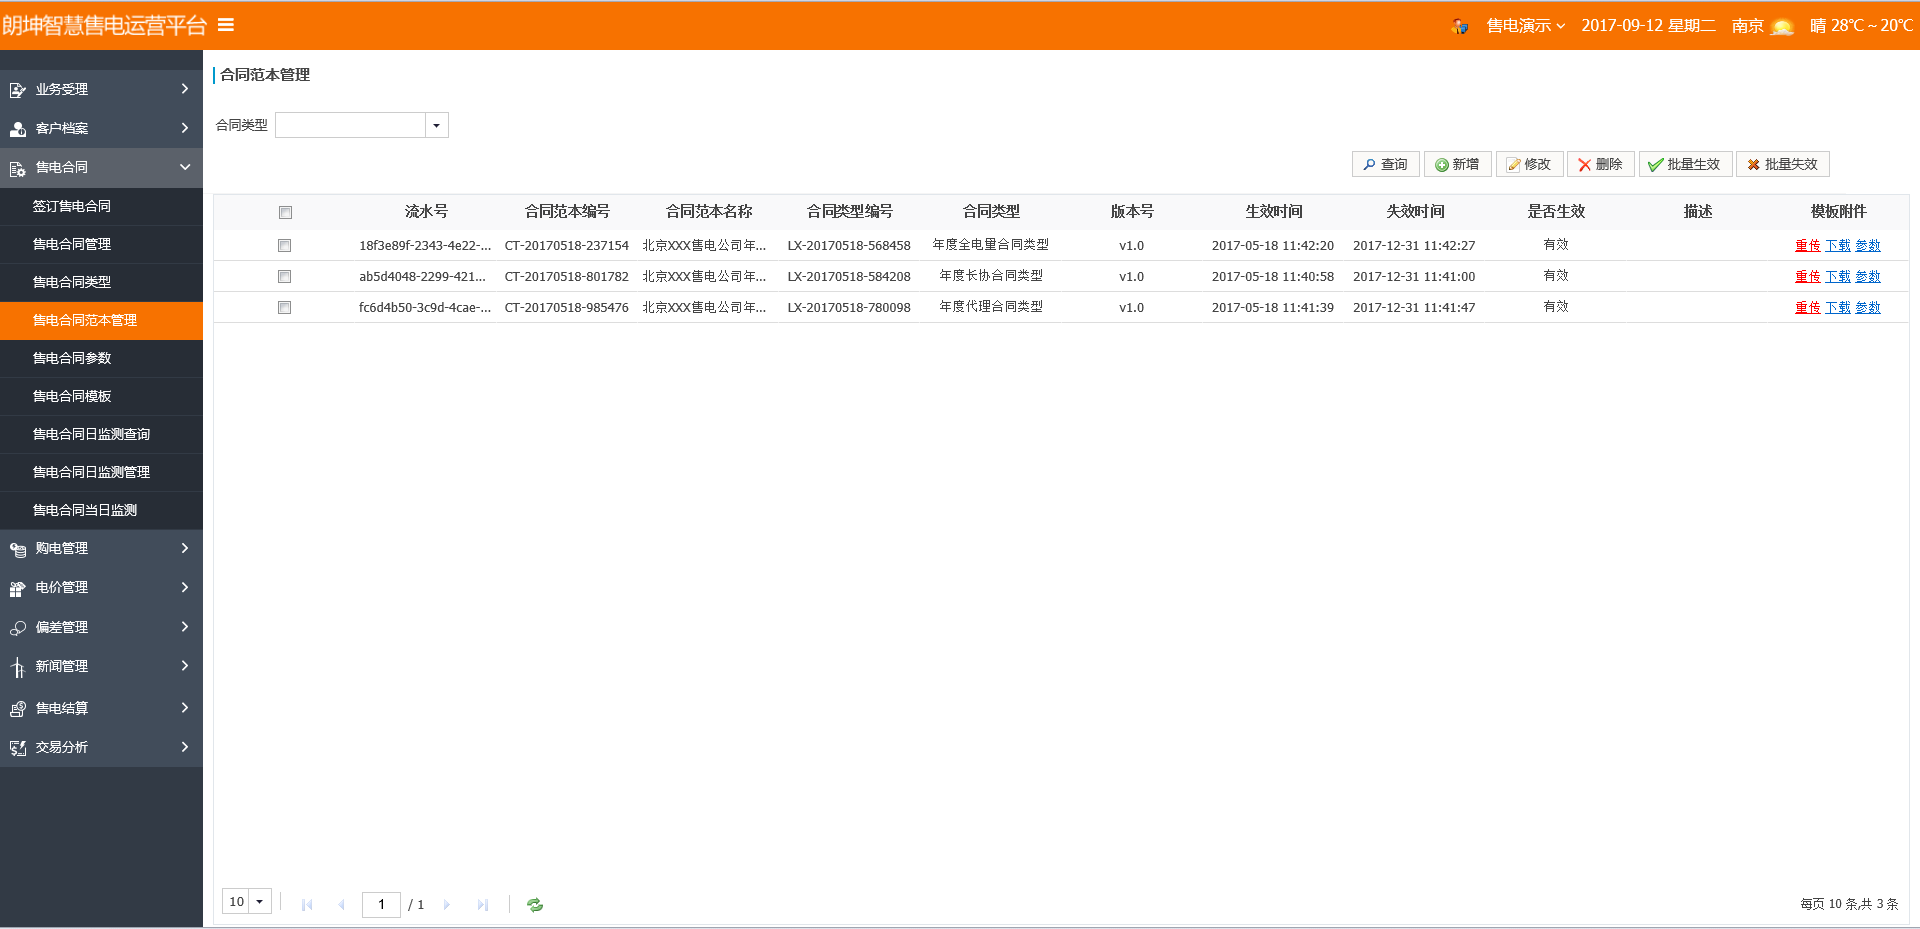 朗坤智慧售电运营平台
售电演示 2017-09-12 星期二 南京 晴 28℃ ~ 20℃
业务受理
客户档案
售电合同
签订售电合同
售电合同管理
售电合同类型
售电合同范本管理
售电合同参数
售电合同模板
售电合同日监测查询
售电合同日监测管理
售电合同当日监测
购电管理
电价管理
偏差管理
新闻管理
售电结算
交易分析
合同范本管理
合同类型
查询 新增 修改 删除 批量生效 批量失效
流水号 合同范本编号 合同范本名称 合同类型编号 合同类型 版本号 生效时间 失效时间 是否生效 描述 模板附件
18f3e89f-2343-4e22-... CT-20170518-237154 北京XXX售电公司年... LX-20170518-568458 年度全电量合同类型 v1.0 2017-05-18 11:42:20 2017-12-31 11:42:27 有效 重传 下载 参数
ab5d4048-2299-421... CT-20170518-801782 北京XXX售电公司年... LX-20170518-584208 年度长协合同类型 v1.0 2017-05-18 11:40:58 2017-12-31 11:41:00 有效 重传 下载 参数
fc6d4b50-3c9d-4cae-... CT-20170518-985476 北京XXX售电公司年... LX-20170518-780098 年度代理合同类型 v1.0 2017-05-18 11:41:39 2017-12-31 11:41:47 有效 重传 下载 参数
10 1 / 1 每页 10 条,共 3 条